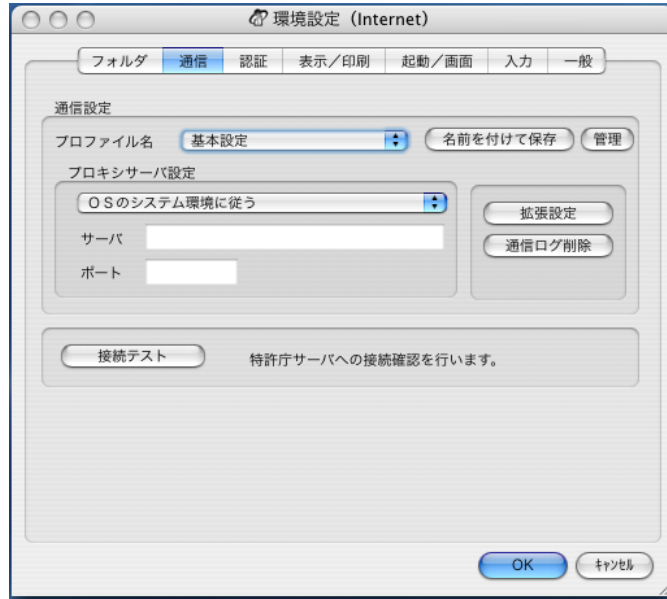 環境設定（Internet）
フォルダ 通信 認証 表示／印刷 起動／画面 入力 一般
通信設定
プロファイル名 基本設定 名前を付けて保存 管理
プロキシサーバ設定
ＯＳのシステム環境に従う
拡張設定
サーバ
通信ログ削除
ポート
接続テスト 特許庁サーバへの接続確認を行います。
OK ｷｬﾝｾﾙ